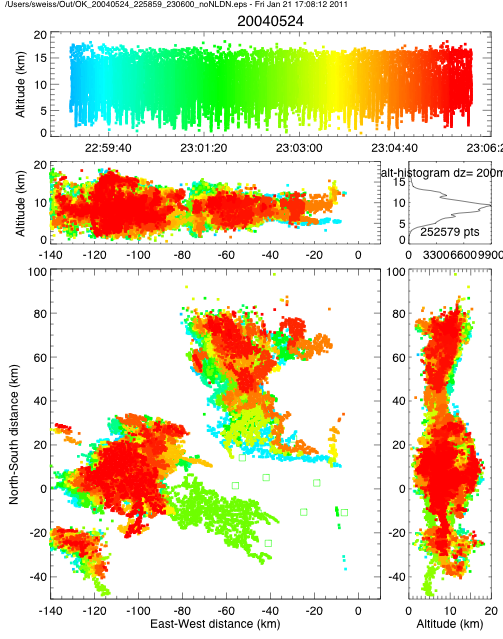 /Users/sweiss/Out/OK_20040524_225859_230600_noNLDN.eps - Fri Jan 21 17:08:12 2011
20040524
Altitude (km)
20
15
10
5
0
22:59:40 23:01:20 23:03:00 23:04:40 23:06:2
Altitude (km)
20
10
0
-140 -120 -100 -80 -60 -40 -20 0
alt-histogram dz= 200m
15
10
5
0
252579 pts
0 330066009900
North-South distance (km)
100
80
60
40
20
0
-20
-40
-140 -120 -100 -80 -60 -40 -20 0
East-West distance (km)
100
80
60
40
20
0
-20
-40
0 10 20
Altitude (km)